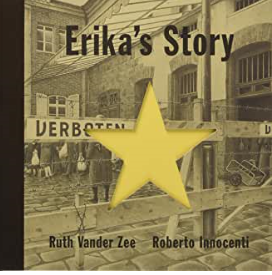 Erika's Story
VERBOTEN
Ruth Vander Zee Roberto Innocenti